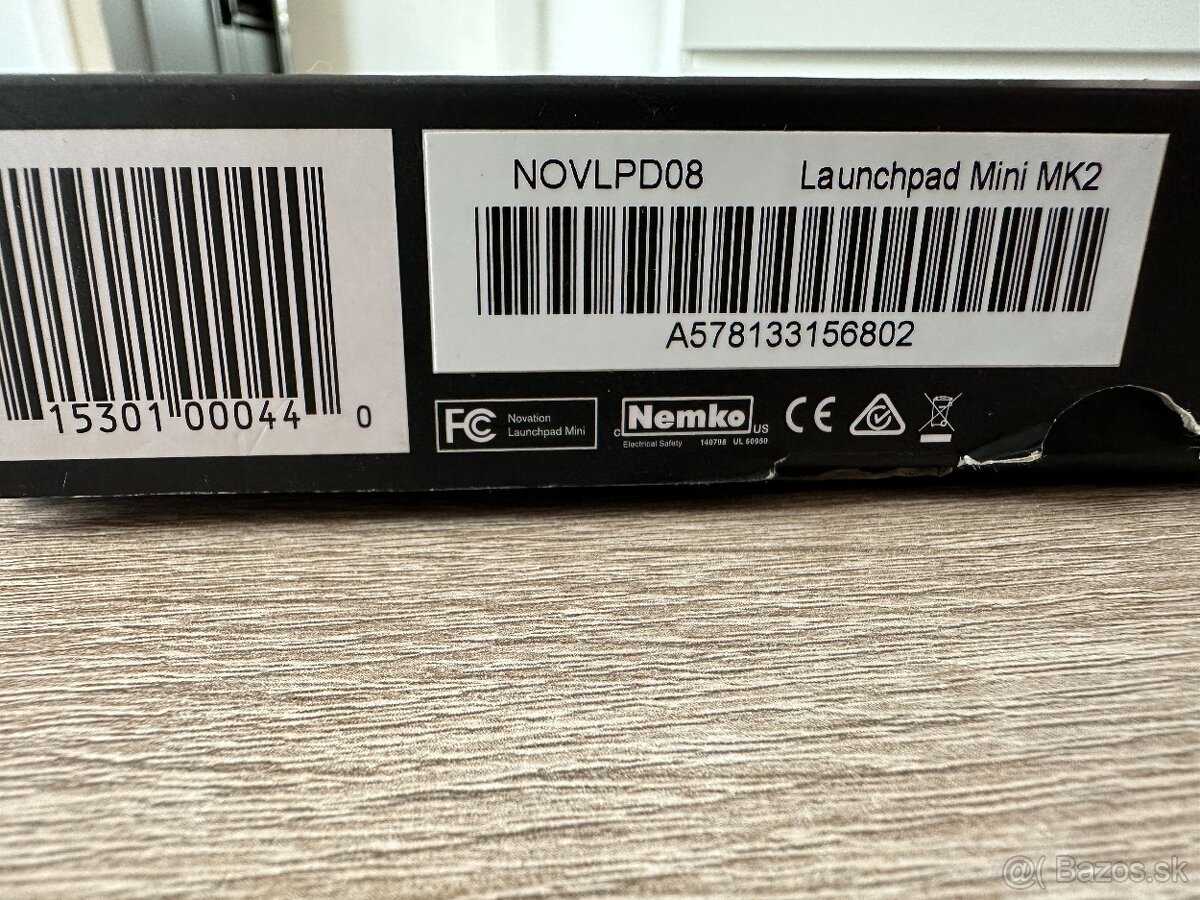 15301 00044 0
NOVLPD08 Launchpad Mini MK2
A578133156802
FC Novation
Launchpad Mini
c Nemko US
Electrical Safety 140798 UL 60950
CE
@( Bazos.sk